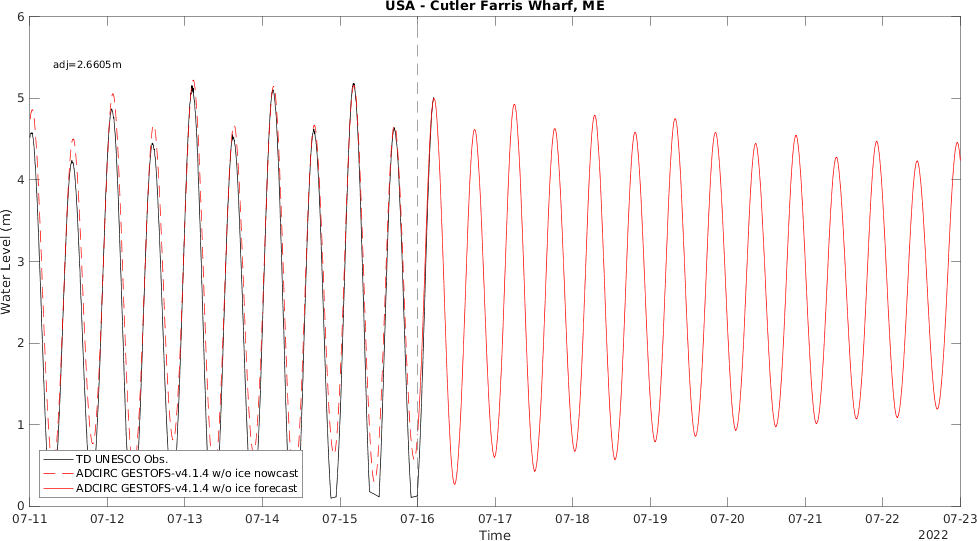 USA - Cutler Farris Wharf, ME
6
adj=2.6605m
5
4
3
2
1
0
Water Level (m)
TD UNESCO Obs.
ADCIRC GESTOFS-v4.1.4 w/o ice nowcast
ADCIRC GESTOFS-v4.1.4 w/o ice forecast
07-11 07-12 07-13 07-14 07-15 07-16 07-17 07-18 07-19 07-20 07-21 07-22 07-23
Time
2022